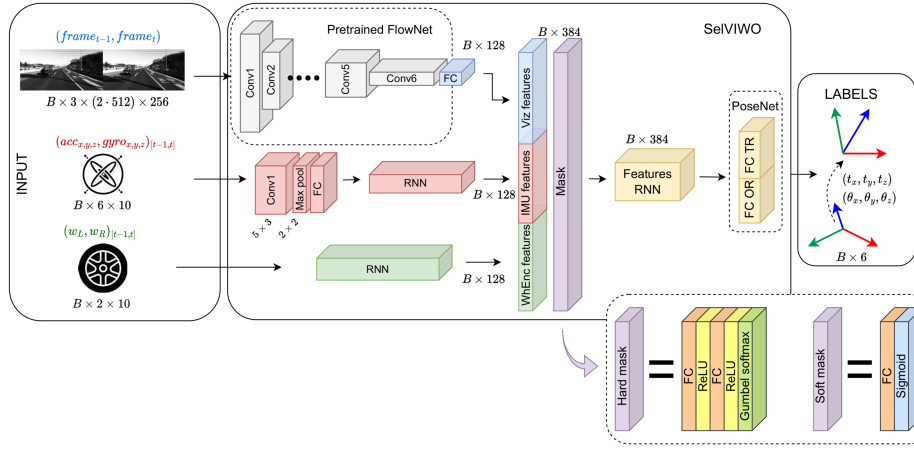 INPUT
(frame_{t−1}, frame_t)
B × 3 × (2 · 512) × 256
(acc_{x,y,z}, gyro_{x,y,z})_{[t−1,t]}
B × 6 × 10
(w_L, w_R)_{[t−1,t]}
B × 2 × 10
Pretrained FlowNet
SelVIWO
Conv1
Conv2
Conv5
Conv6
FC
B × 128
Conv1
Max pool
FC
5 × 3
2 × 2
RNN
B × 128
RNN
B × 128
Viz features
IMU features
WhEnc features
B × 384
Mask
B × 384
Features
RNN
PoseNet
FC TR
FC OR
LABELS
(t_x, t_y, t_z)
(θ_x, θ_y, θ_z)
B × 6
Hard mask
=
FC
ReLU
FC
ReLU
Gumbel softmax
Soft mask
=
FC
Sigmoid